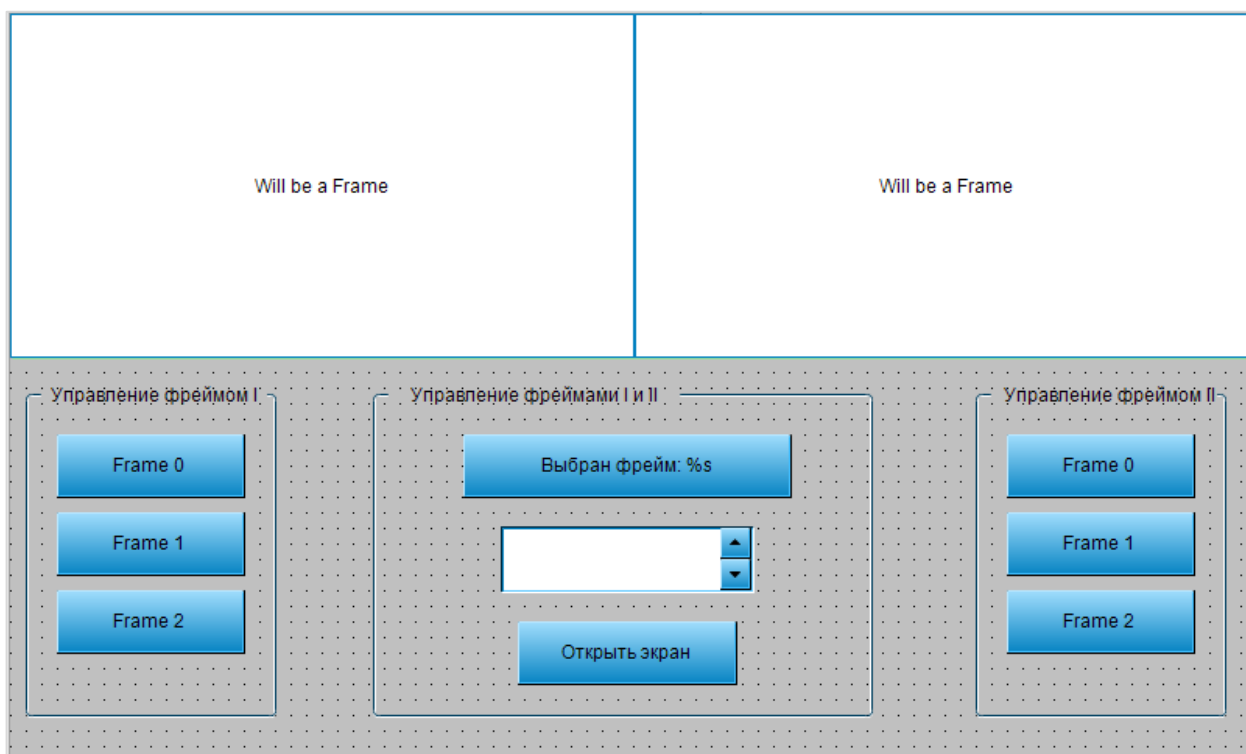 Will be a Frame
Will be a Frame
Управление фреймом I
Frame 0
Frame 1
Frame 2
Управление фреймами I и II
Выбран фрейм: %s
Открыть экран
Управление фреймом II
Frame 0
Frame 1
Frame 2